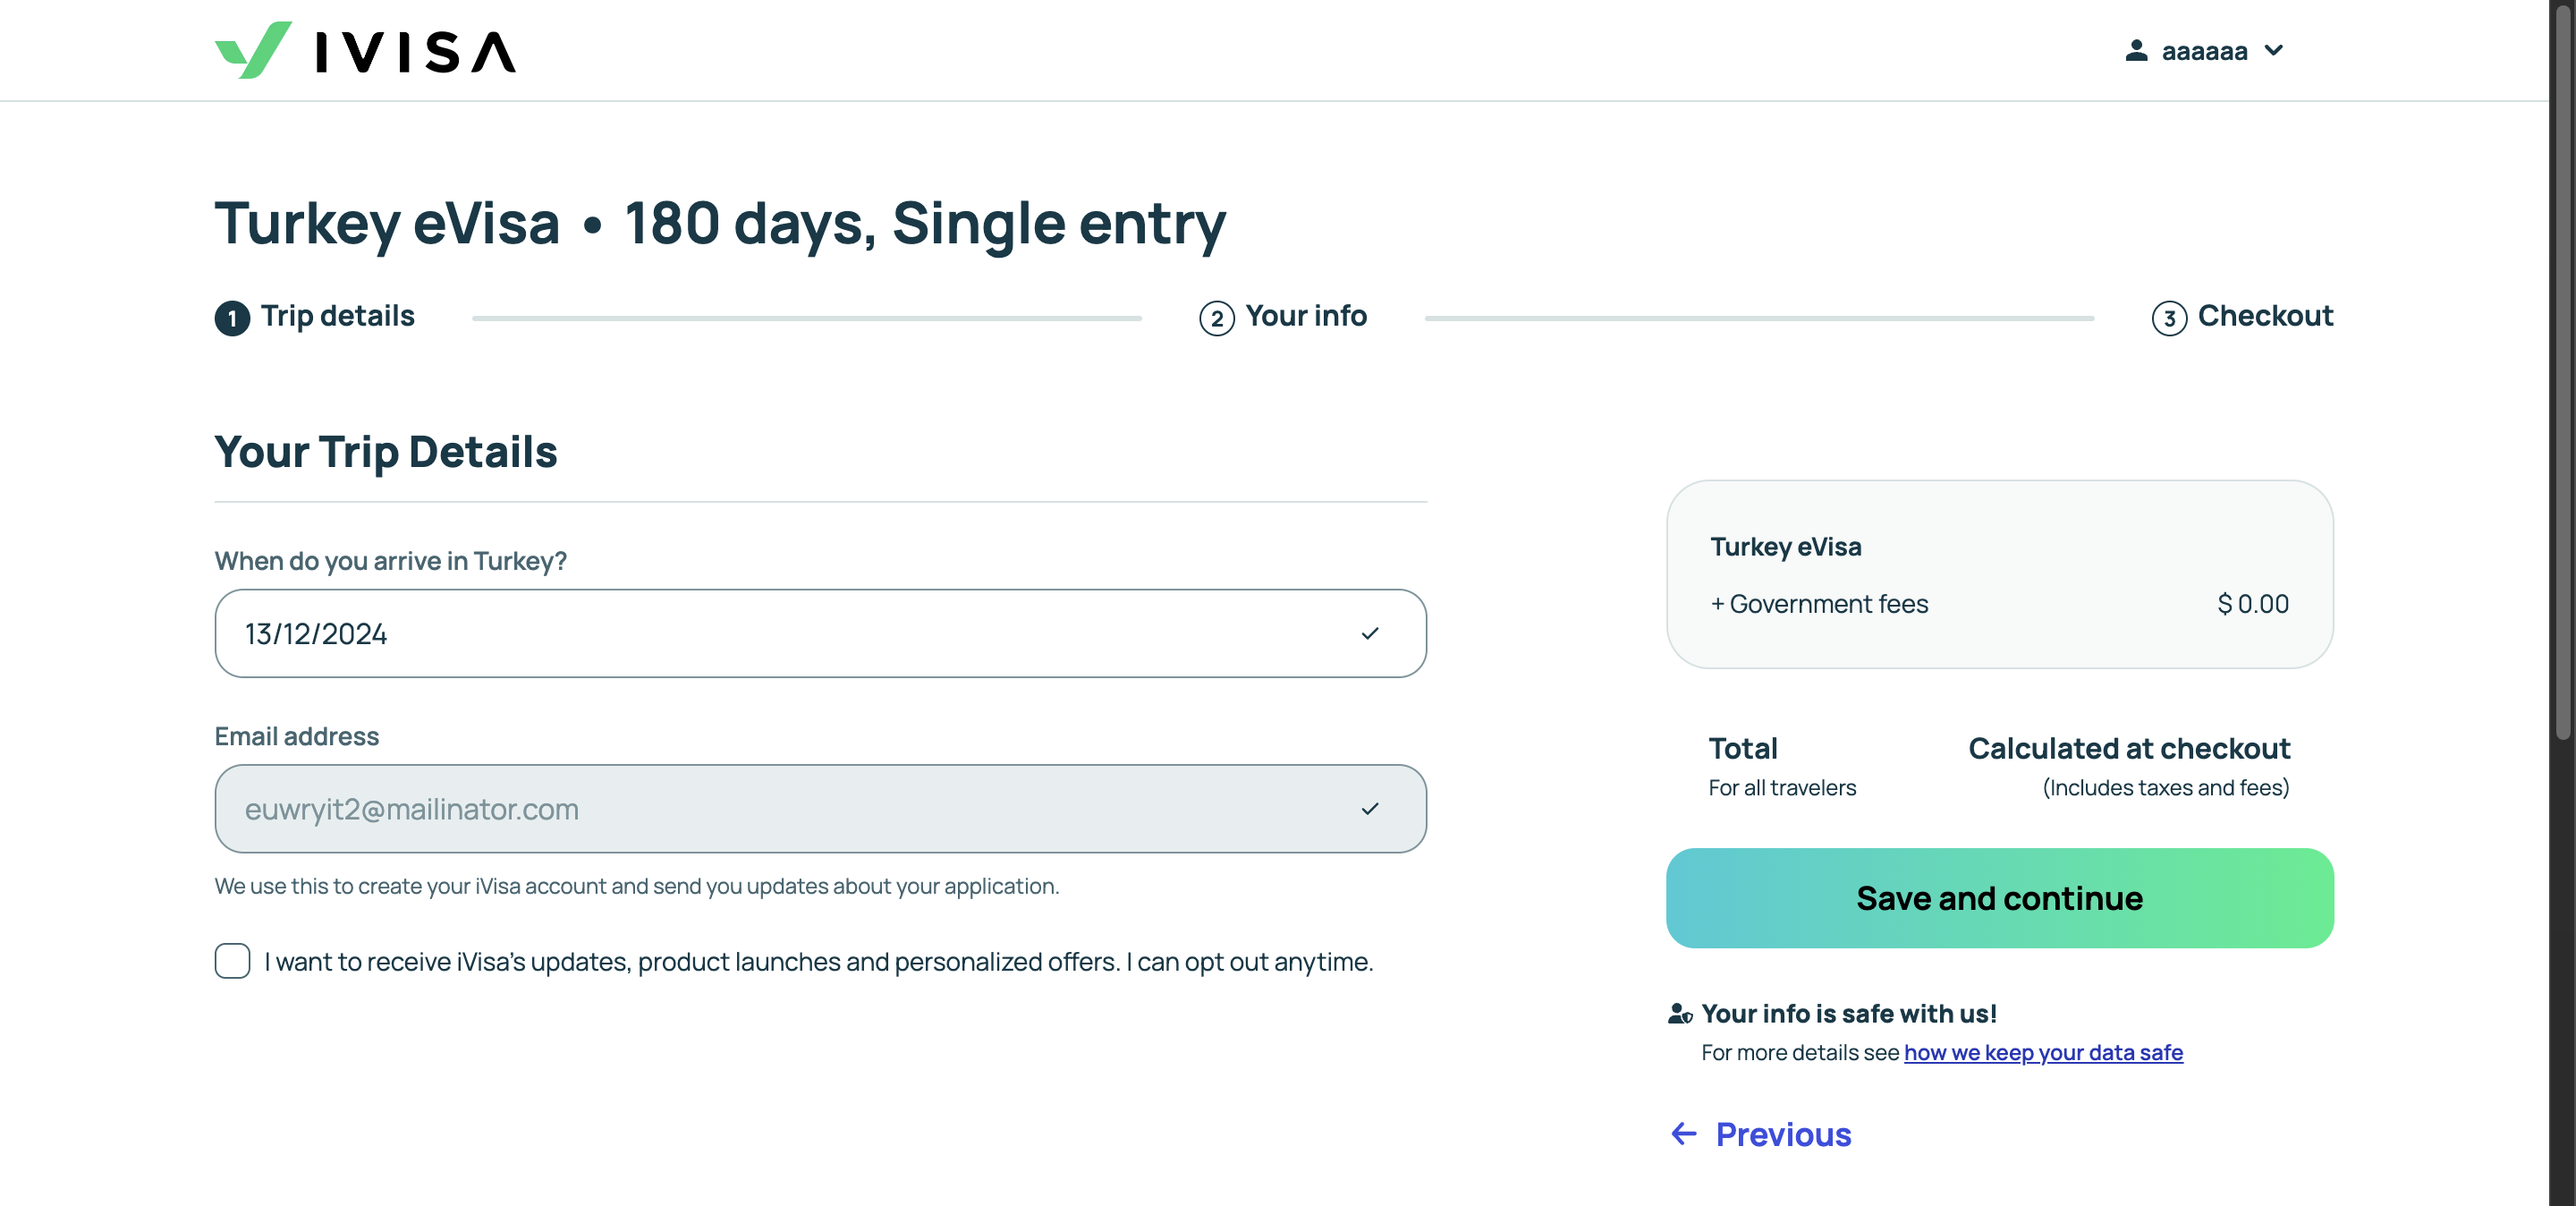 IVISA
aaaaaa
Turkey eVisa • 180 days, Single entry
1 Trip details
2 Your info
3 Checkout
Your Trip Details
When do you arrive in Turkey?
13/12/2024
Email address
euwryit2@mailinator.com
We use this to create your iVisa account and send you updates about your application.
I want to receive iVisa's updates, product launches and personalized offers. I can opt out anytime.
Turkey eVisa
+ Government fees $ 0.00
Total Calculated at checkout
For all travelers (Includes taxes and fees)
Save and continue
Your info is safe with us!
For more details see how we keep your data safe
← Previous